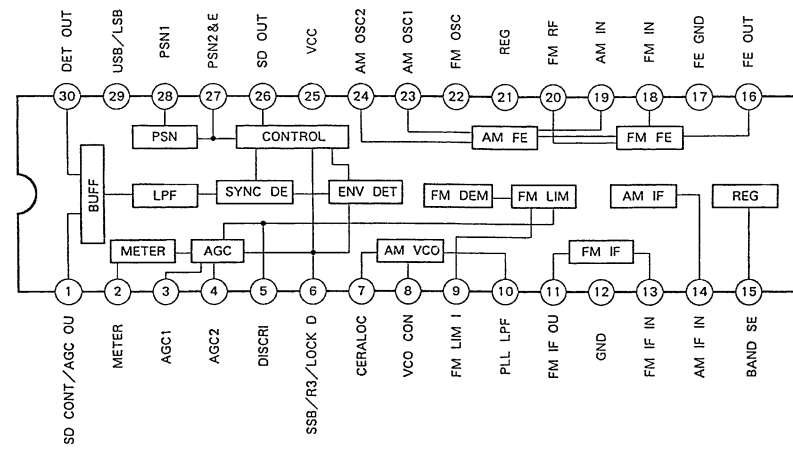 DET OUT
USB/LSB
PSN1
PSN2&E
SD OUT
VCC
AM OSC2
AM OSC1
FM OSC
REG
FM RF
AM IN
FM IN
FE GND
FE OUT
30 29 28 27 26 25 24 23 22 21 20 19 18 17 16
PSN
CONTROL
AM FE
FM FE
BUFF
LPF
SYNC DE
ENV DET
FM DEM
FM LIM
AM IF
REG
METER
AGC
AM VCO
FM IF
1 2 3 4 5 6 7 8 9 10 11 12 13 14 15
SD CONT/AGC OU
METER
AGC1
AGC2
DISCRI
SSB/R3/LOCK D
CERALOC
VCO CON
FM LIM I
PLL LPF
FM IF OU
GND
FM IF IN
AM IF IN
BAND SE